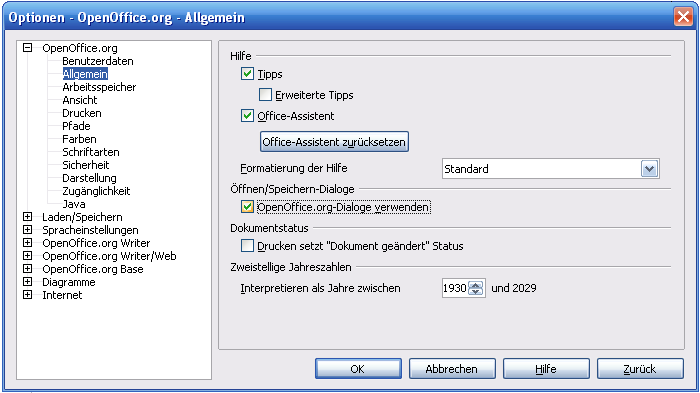 Optionen - OpenOffice.org - Allgemein
OpenOffice.org
Benutzerdaten
Allgemein
Arbeitsspeicher
Ansicht
Drucken
Pfade
Farben
Schriftarten
Sicherheit
Darstellung
Zugänglichkeit
Java
Laden/Speichern
Spracheinstellungen
OpenOffice.org Writer
OpenOffice.org Writer/Web
OpenOffice.org Base
Diagramme
Internet
Hilfe
Tipps
Erweiterte Tipps
Office-Assistent
Office-Assistent zurücksetzen
Formatierung der Hilfe Standard
Öffnen/Speichern-Dialoge
OpenOffice.org-Dialoge verwenden
Dokumentstatus
Drucken setzt "Dokument geändert" Status
Zweistellige Jahreszahlen
Interpretieren als Jahre zwischen 1930 und 2029
OK Abbrechen Hilfe Zurück